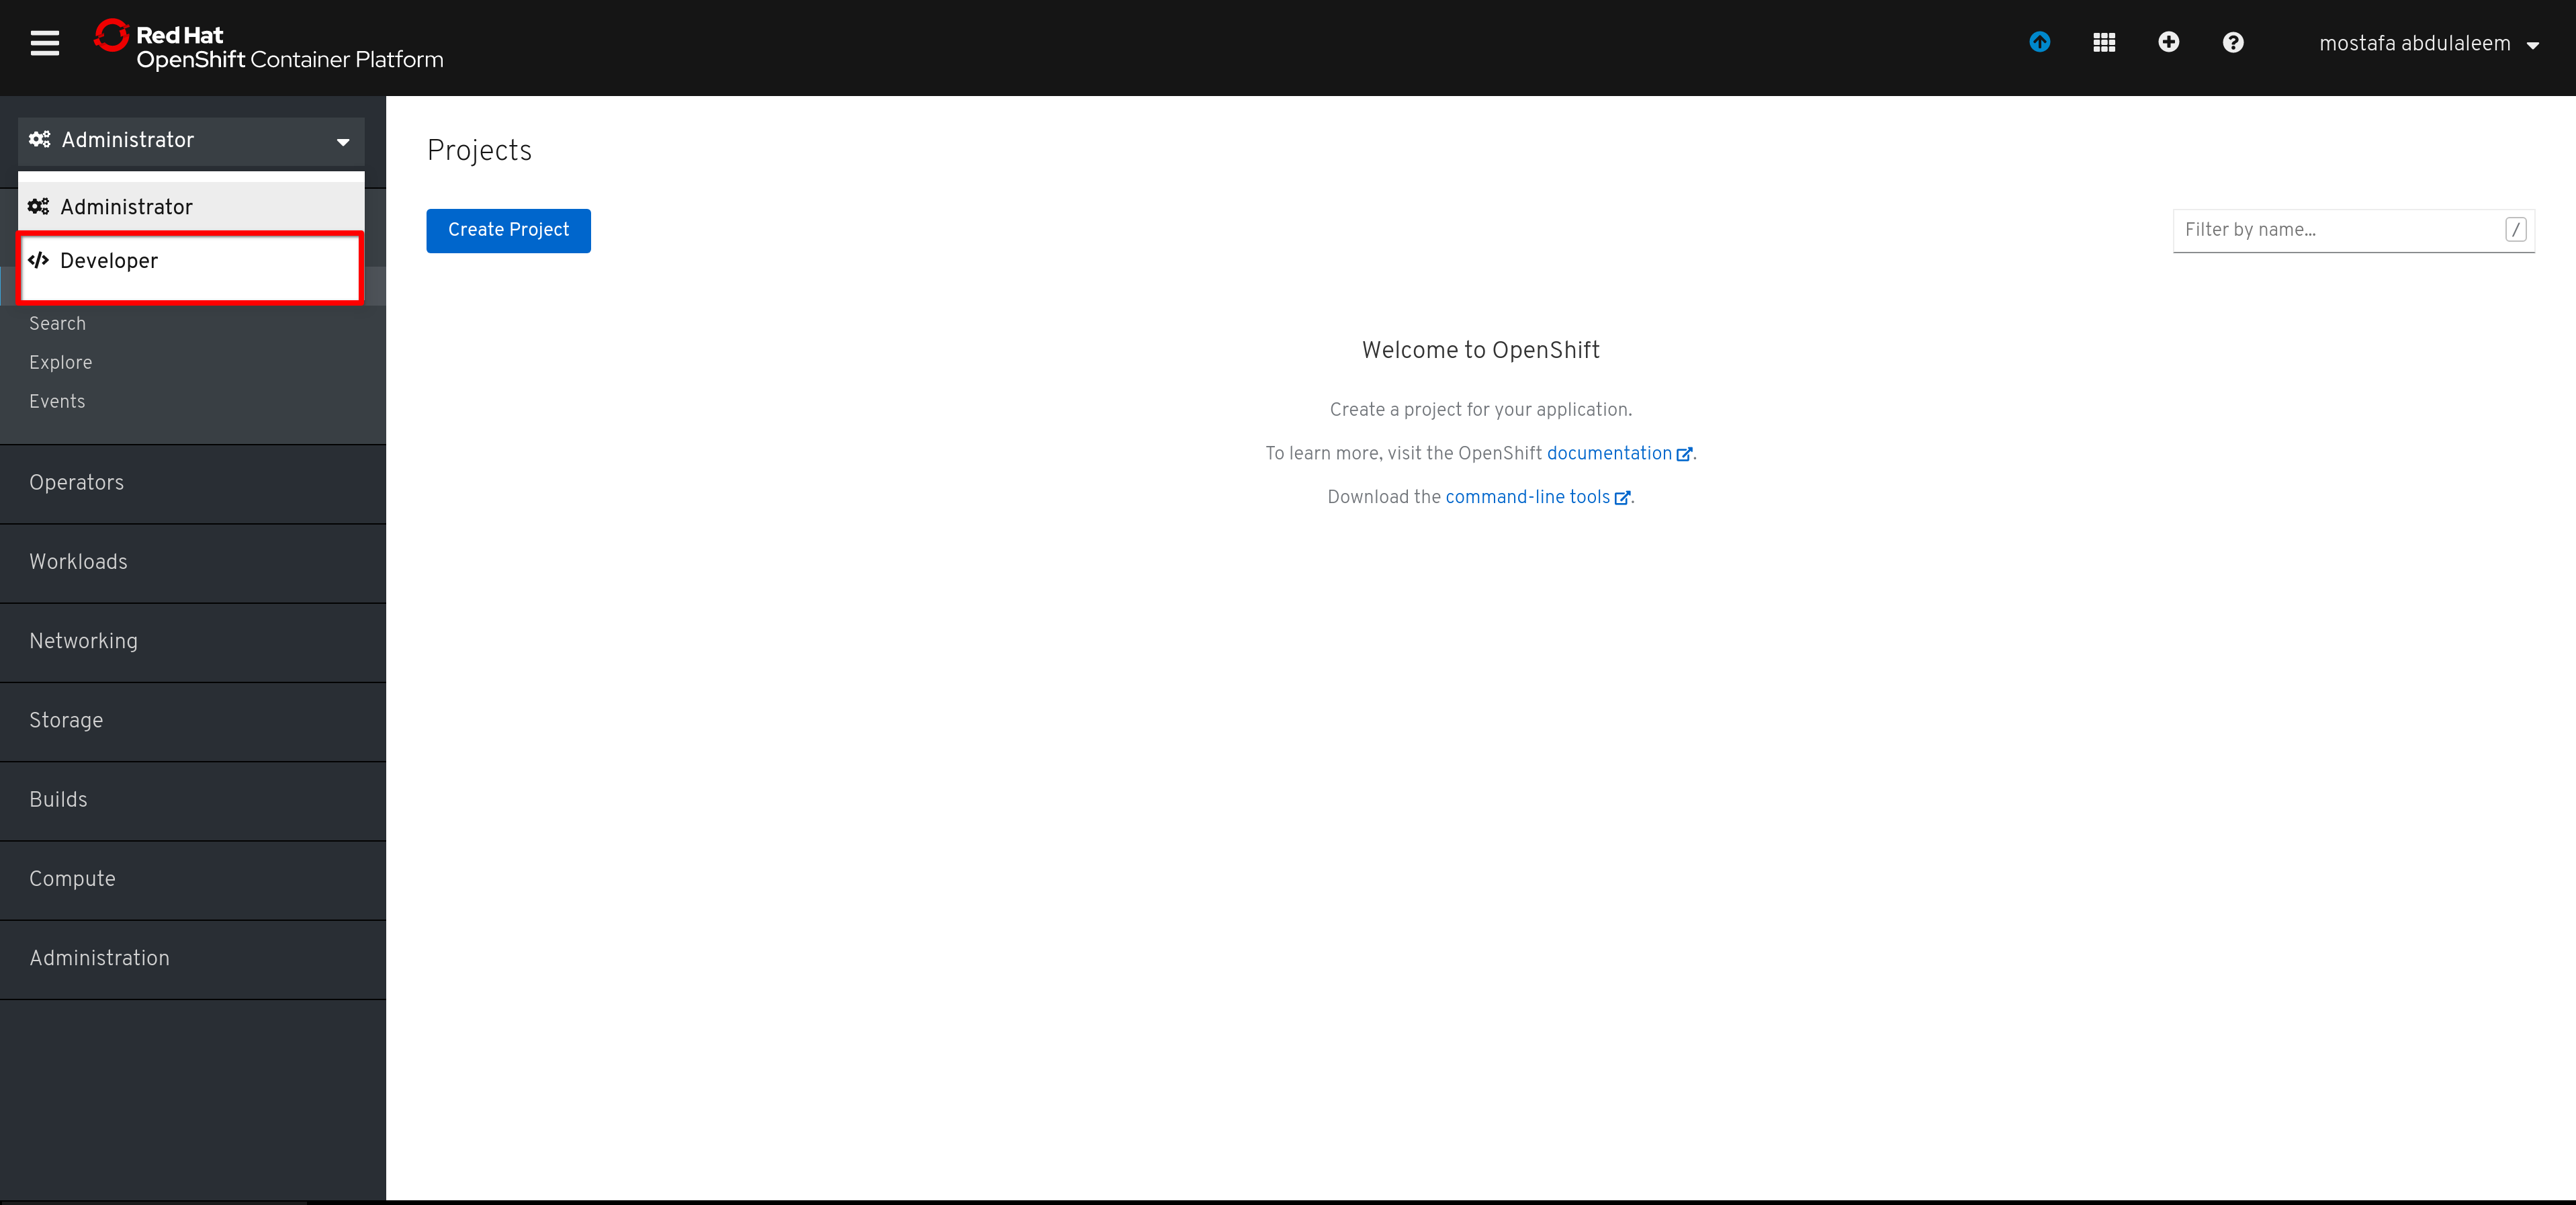 Red Hat
OpenShift Container Platform
mostafa abdulaleem
Administrator
Administrator
Developer
Search
Explore
Events
Operators
Workloads
Networking
Storage
Builds
Compute
Administration
Projects
Create Project
Filter by name...
/
Welcome to OpenShift
Create a project for your application.
To learn more, visit the OpenShift documentation.
Download the command-line tools.